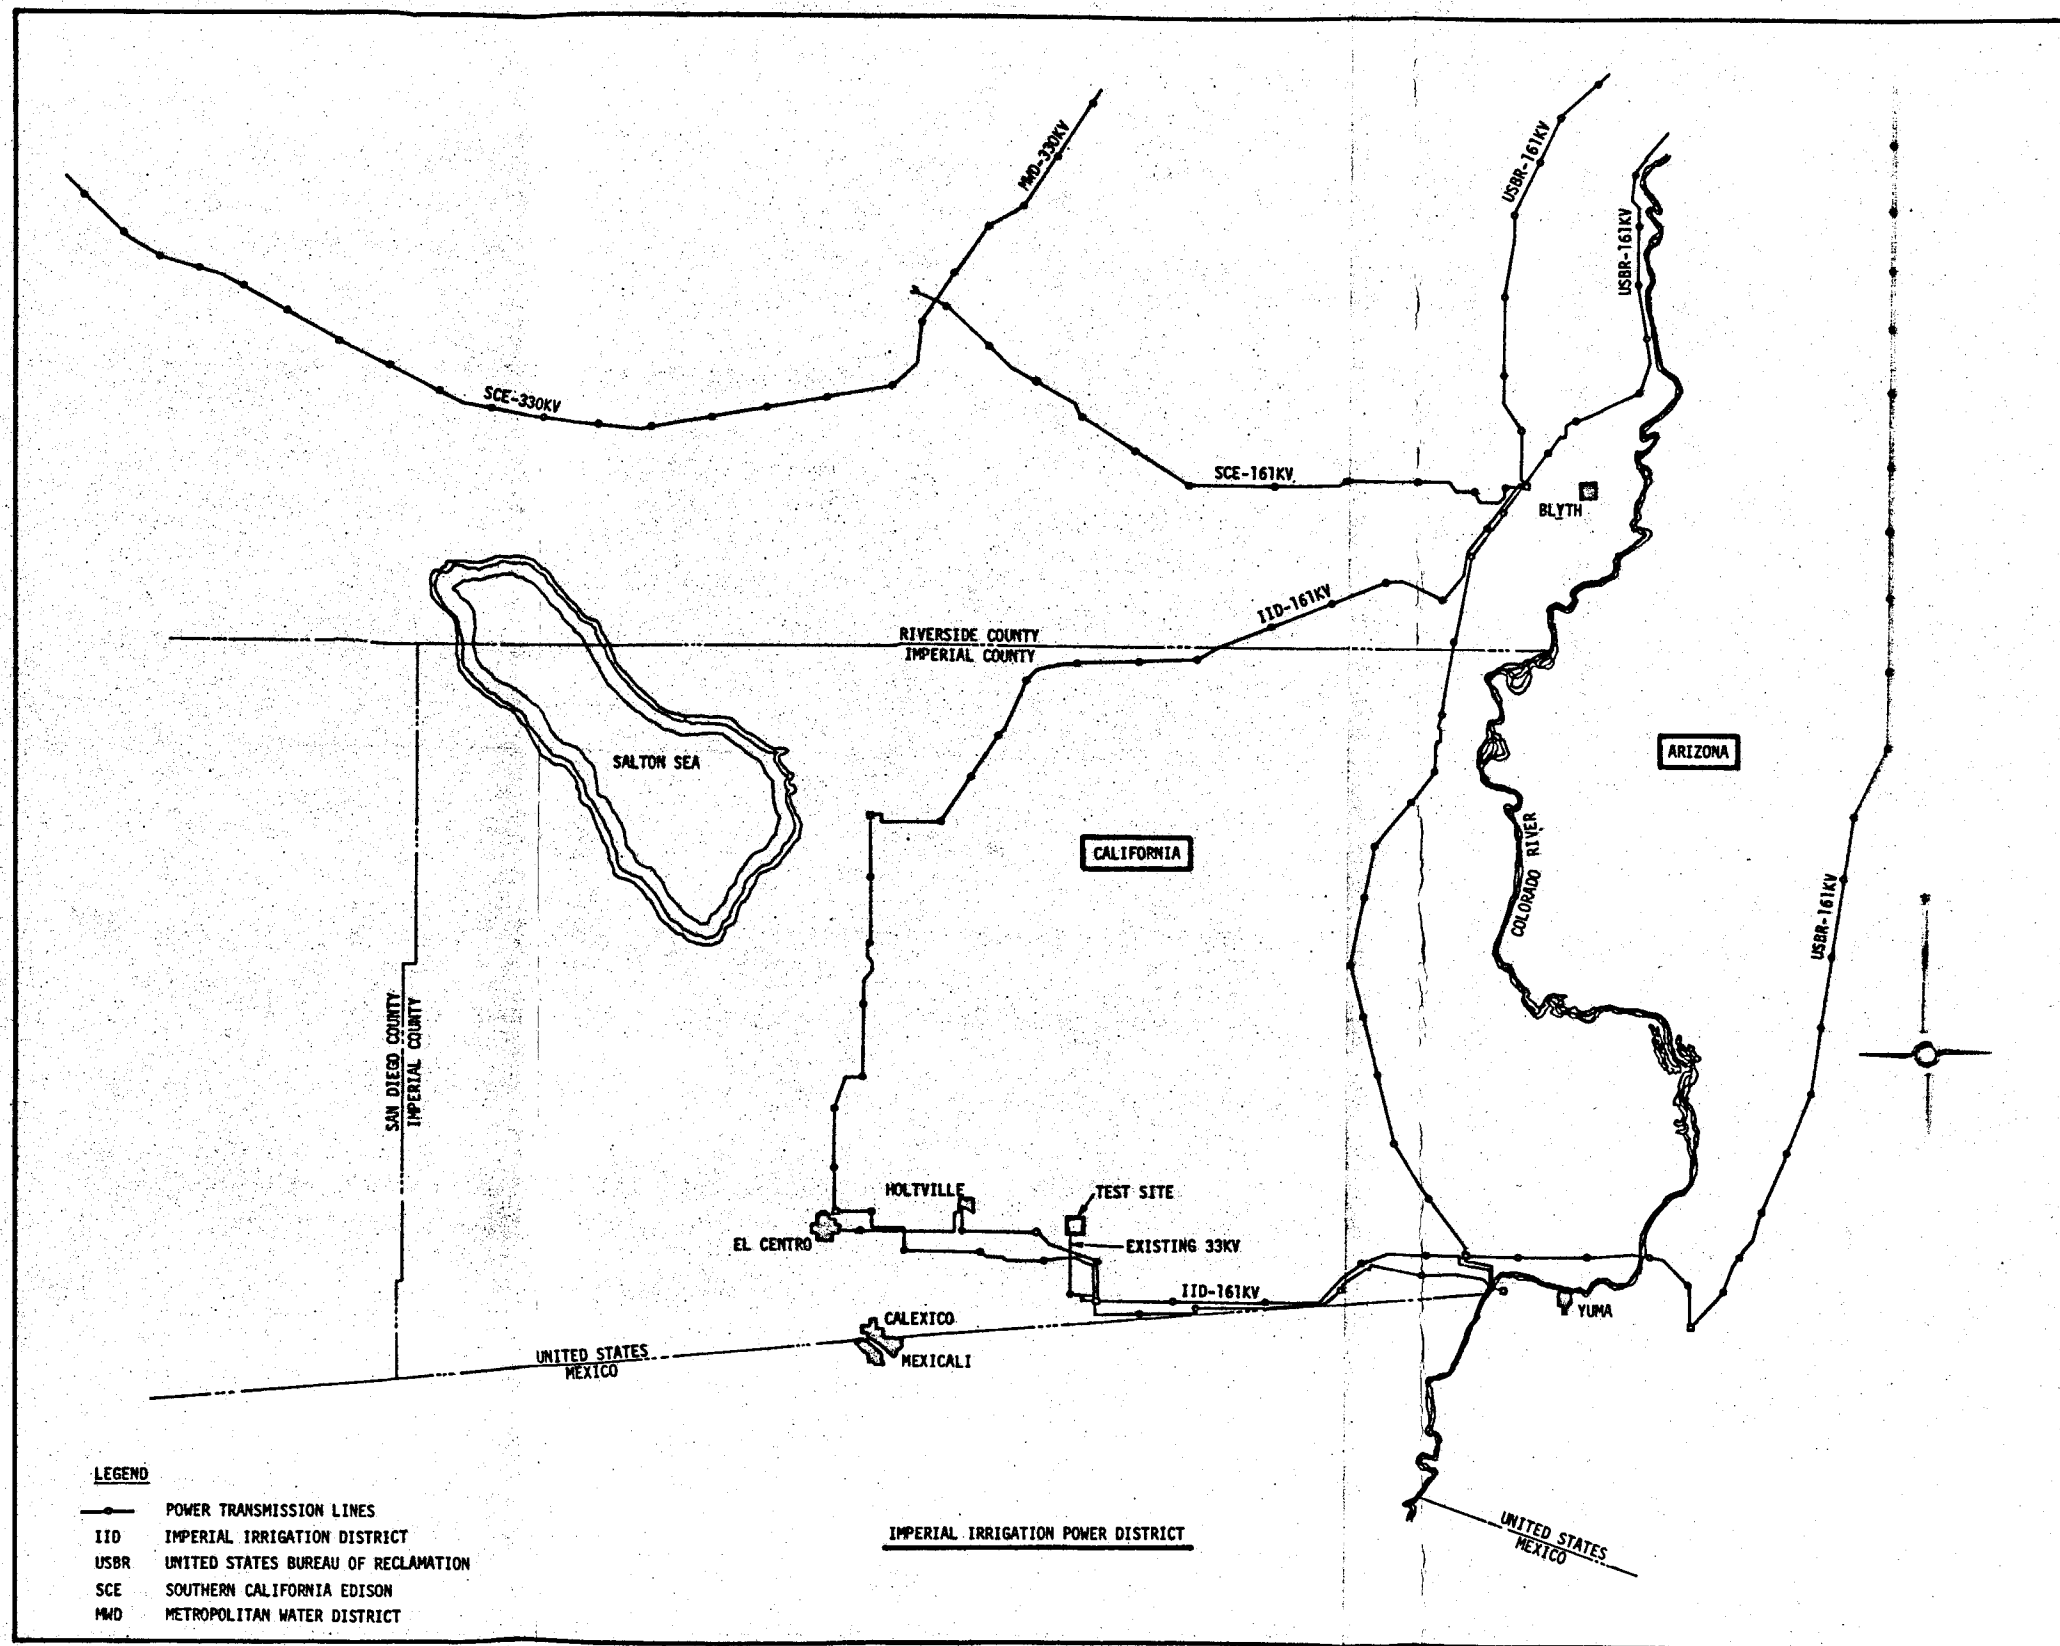 MWD-330KV
USBR-161KV
USBR-161KV
SCE-330KV
SCE-161KV
BLYTH
IID-161KV
RIVERSIDE COUNTY
IMPERIAL COUNTY
SALTON SEA
ARIZONA
CALIFORNIA
COLORADO RIVER
USBR-161KV
SAN DIEGO COUNTY
IMPERIAL COUNTY
HOLTVILLE
TEST SITE
EL CENTRO
EXISTING 33KV
IID-161KV
YUMA
CALEXICO
MEXICALI
UNITED STATES
MEXICO
LEGEND
POWER TRANSMISSION LINES
IID IMPERIAL IRRIGATION DISTRICT
USBR UNITED STATES BUREAU OF RECLAMATION
SCE SOUTHERN CALIFORNIA EDISON
MWD METROPOLITAN WATER DISTRICT
IMPERIAL IRRIGATION POWER DISTRICT
UNITED STATES
MEXICO